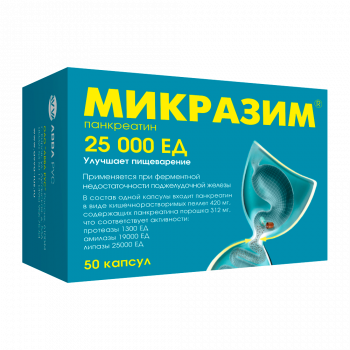 МИКРАЗИМ®
панкреатин
25 000 ЕД
Улучшает пищеварение
Применяется при ферментной
недостаточности поджелудочной железы
В состав одной капсулы входит панкреатин
в виде кишечнорастворимых пеллет 420 мг,
содержащих панкреатина порошка 312 мг,
что соответствует активности:
протеазы 1300 ЕД
амилазы 19000 ЕД
липазы 25000 ЕД
50 капсул
АВВА РУС